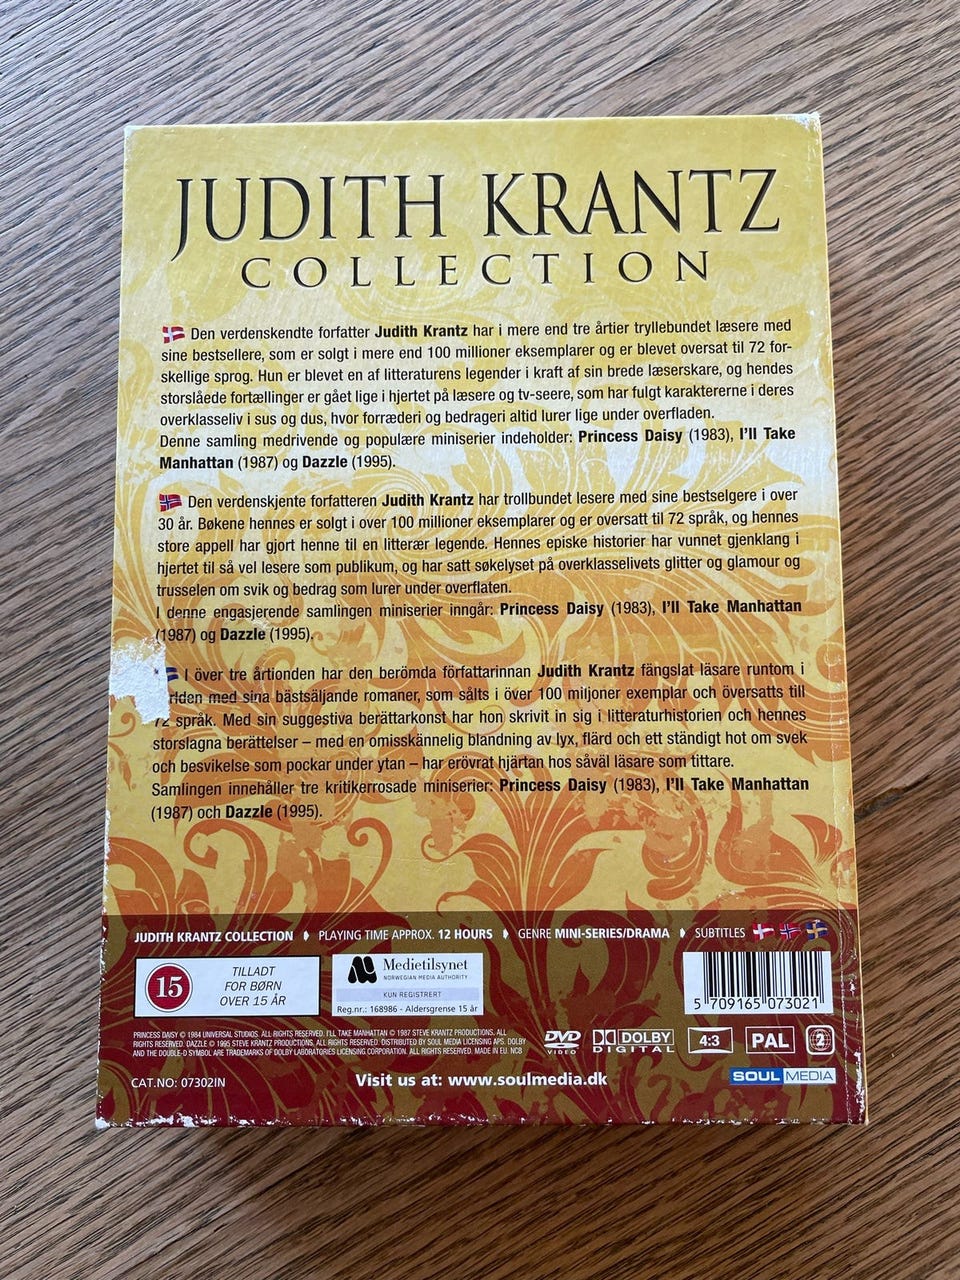 JUDITH KRANTZ
COLLECTION
Den verdenskendte forfatter Judith Krantz har i mere end tre årtier tryllebundet læsere med
sine bestsellere, som er solgt i mere end 100 millioner eksemplarer og er blevet oversat til 72 for-
skellige sprog. Hun er blevet en af litteraturens legender i kraft af sin brede læserskare, og hendes
storslåede fortællinger er gået lige i hjertet på læsere og tv-seere, som har fulgt karaktererne i deres
overklasseliv i sus og dus, hvor forræderi og bedrageri altid lurer lige under overfladen.
Denne samling medrivende og populære miniserier indeholder: Princess Daisy (1983), I'll Take
Manhattan (1987) og Dazzle (1995).
Den verdenskjente forfatteren Judith Krantz har trollbundet lesere med sine bestselgere i over
30 år. Bøkene hennes er solgt i over 100 millioner eksemplarer og er oversatt til 72 språk, og hennes
store appell har gjort henne til en litterær legende. Hennes episke historier har vunnet gjenklang i
hjertet til så vel lesere som publikum, og har satt søkelyset på overklasselivets glitter og glamour og
trusselen om svik og bedrag som lurer under overflaten.
I denne engasjerende samlingen miniserier inngår: Princess Daisy (1983), I'll Take Manhattan
(1987) og Dazzle (1995).
I över tre årtionden har den berömda författarinnan Judith Krantz fängslat läsare runtom i
med sina bästsäljande romaner, som sålts i över 100 miljoner exemplar och översatts till
72 språk. Med sin suggestiva berättarkonst har hon skrivit in sig i litteraturhistorien och hennes
storslagna berättelser – med en omisskännelig blandning av lyx, flärd och ett ständigt hot om svek
och besvikelse som pockar under ytan – har erövrat hjärtan hos såväl läsare som tittare.
Samlingen innehåller tre kritikerrosade miniserier: Princess Daisy (1983), I'll Take Manhattan
(1987) och Dazzle (1995).
JUDITH KRANTZ COLLECTION PLAYING TIME APPROX. 12 HOURS GENRE MINI-SERIES/DRAMA SUBTITLES
15 TILLADT
FOR BØRN
OVER 15 ÅR
Medietilsynet
NORWEGIAN MEDIA AUTHORITY
KUN REGISTRERT
Reg.nr.: 168986 - Aldersgrense 15 år
5 709165 073021
PRINCESS DAISY © 1984 UNIVERSAL STUDIOS. ALL RIGHTS RESERVED. I'LL TAKE MANHATTAN © 1987 STEVE KRANTZ PRODUCTIONS. ALL
RIGHTS RESERVED. DAZZLE © 1995 STEVE KRANTZ PRODUCTIONS. ALL RIGHTS RESERVED. DISTRIBUTED BY SOUL MEDIA LICENSING APS. DOLBY
AND THE DOUBLE-D SYMBOL ARE TRADEMARKS OF DOLBY LABORATORIES LICENSING CORPORATION. ALL RIGHTS RESERVED. MADE IN EU. NCB
DVD
VIDEO
DOLBY
DIGITAL
4:3
PAL
2
CAT.NO: 07302IN
Visit us at: www.soulmedia.dk
SOUL MEDIA